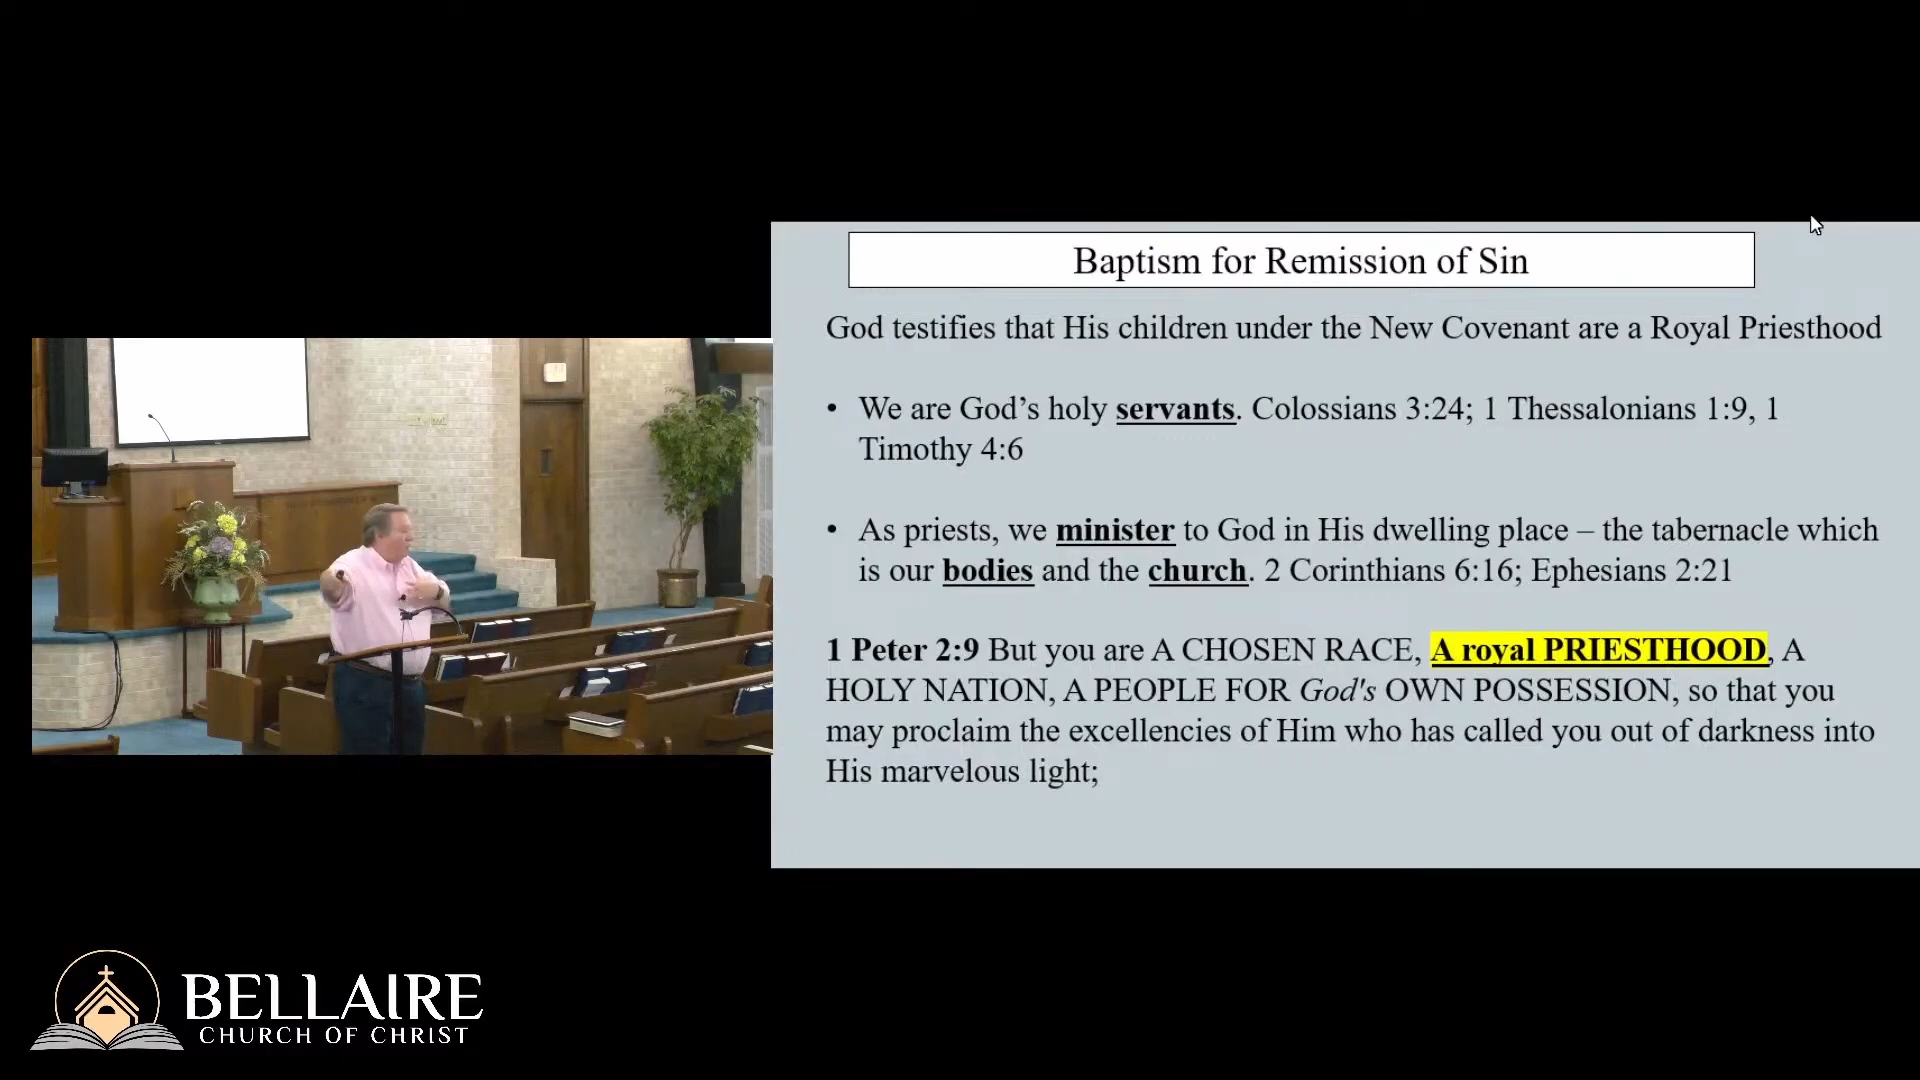 Baptism for Remission of Sin
God testifies that His children under the New Covenant are a Royal Priesthood
• We are God’s holy servants. Colossians 3:24; 1 Thessalonians 1:9, 1
Timothy 4:6
• As priests, we minister to God in His dwelling place – the tabernacle which
is our bodies and the church. 2 Corinthians 6:16; Ephesians 2:21
1 Peter 2:9 But you are A CHOSEN RACE, A royal PRIESTHOOD, A
HOLY NATION, A PEOPLE FOR God's OWN POSSESSION, so that you
may proclaim the excellencies of Him who has called you out of darkness into
His marvelous light;
BELLAIRE
CHURCH OF CHRIST